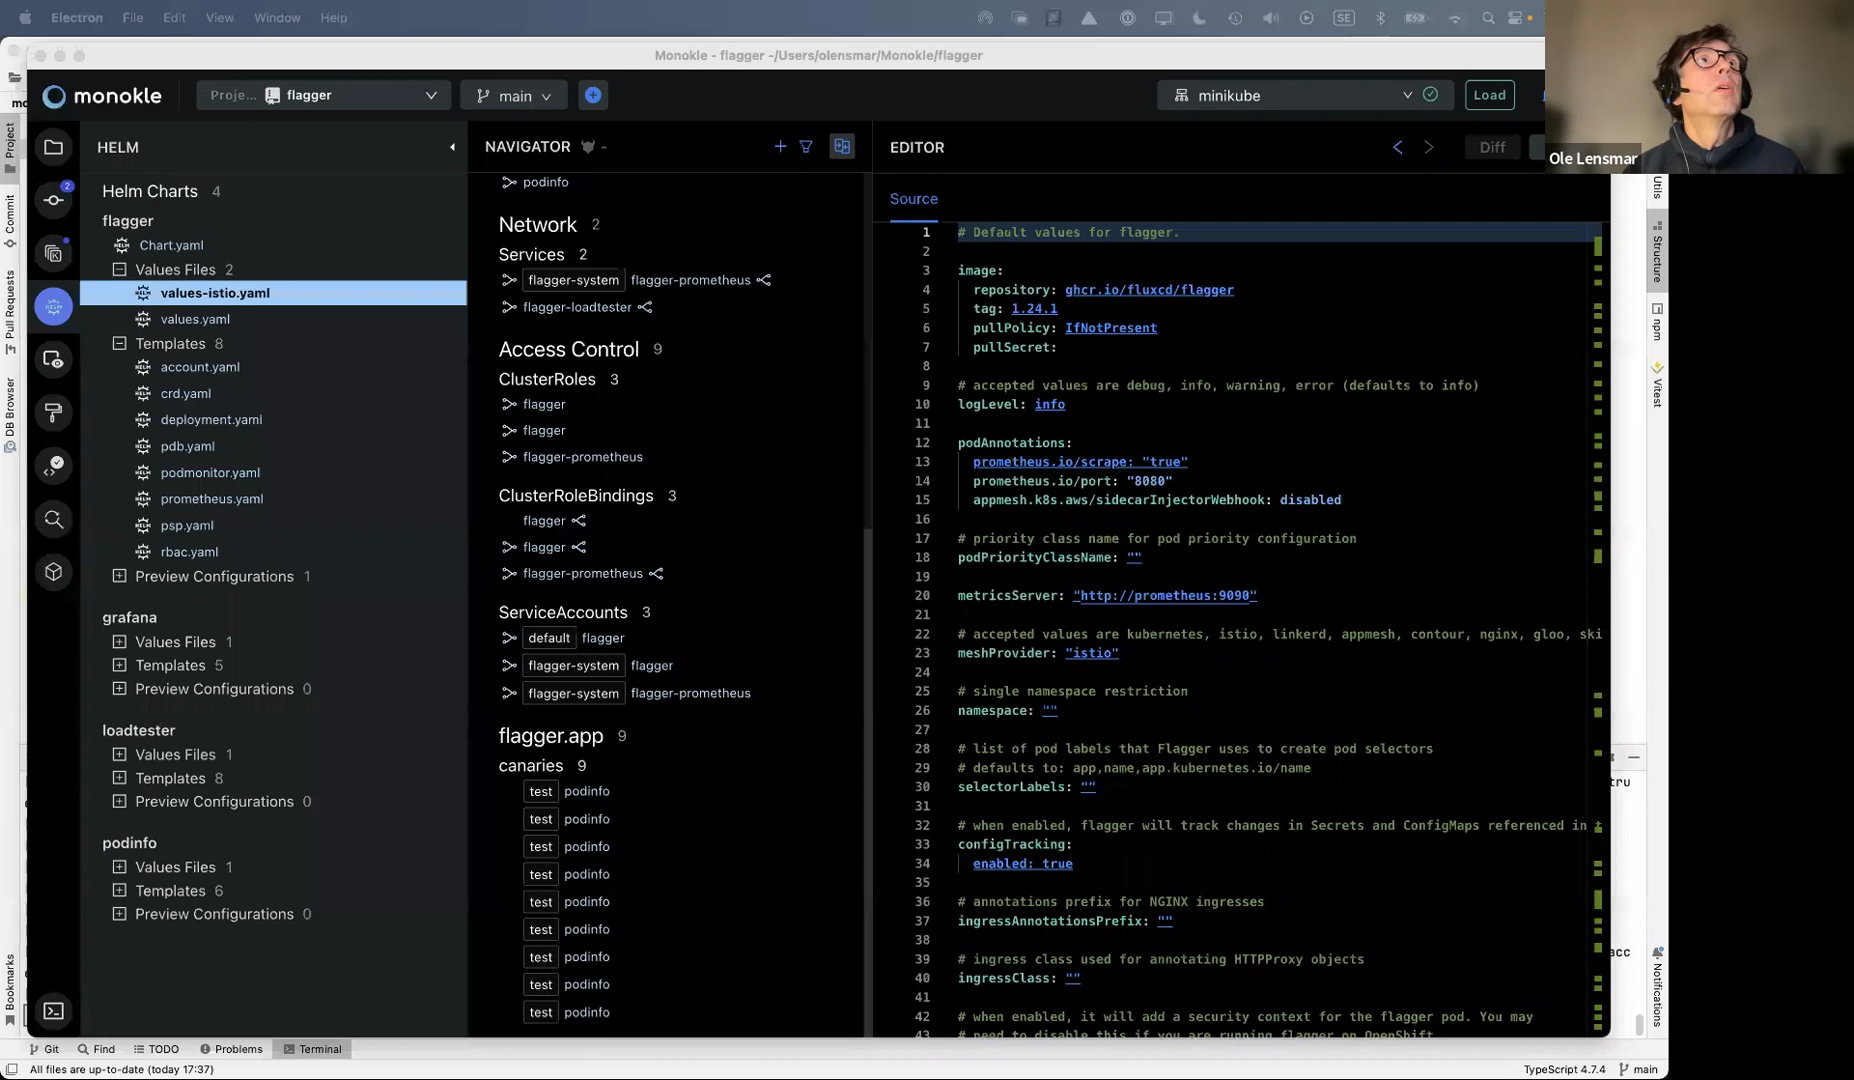 Electron File Edit View Window Help
SE
Monokle - flagger ~/Users/olensmar/Monokle/flagger
monokle
Proje... flagger
main
minikube
Load
Ole Lensmar
Project
Commit
Pull Requests
DB Browser
Bookmarks
2
HELM
Helm Charts 4
flagger
Chart.yaml
Values Files 2
values-istio.yaml
values.yaml
Templates 8
account.yaml
crd.yaml
deployment.yaml
pdb.yaml
podmonitor.yaml
prometheus.yaml
psp.yaml
rbac.yaml
Preview Configurations 1
grafana
Values Files 1
Templates 5
Preview Configurations 0
loadtester
Values Files 1
Templates 8
Preview Configurations 0
podinfo
Values Files 1
Templates 6
Preview Configurations 0
NAVIGATOR -
podinfo
Network 2
Services 2
flagger-system flagger-prometheus
flagger-loadtester
Access Control 9
ClusterRoles 3
flagger
flagger
flagger-prometheus
ClusterRoleBindings 3
flagger
flagger
flagger-prometheus
ServiceAccounts 3
default flagger
flagger-system flagger
flagger-system flagger-prometheus
flagger.app 9
canaries 9
test podinfo
test podinfo
test podinfo
test podinfo
test podinfo
test podinfo
test podinfo
test podinfo
test podinfo
EDITOR
Diff
Source
1 # Default values for flagger.
2
3 image:
4 repository: ghcr.io/fluxcd/flagger
5 tag: 1.24.1
6 pullPolicy: IfNotPresent
7 pullSecret:
8
9 # accepted values are debug, info, warning, error (defaults to info)
10 logLevel: info
11
12 podAnnotations:
13 prometheus.io/scrape: "true"
14 prometheus.io/port: "8080"
15 appmesh.k8s.aws/sidecarInjectorWebhook: disabled
16
17 # priority class name for pod priority configuration
18 podPriorityClassName: ""
19
20 metricsServer: "http://prometheus:9090"
21
22 # accepted values are kubernetes, istio, linkerd, appmesh, contour, nginx, gloo, ski
23 meshProvider: "istio"
24
25 # single namespace restriction
26 namespace: ""
27
28 # list of pod labels that Flagger uses to create pod selectors
29 # defaults to: app,name,app.kubernetes.io/name
30 selectorLabels: ""
31
32 # when enabled, flagger will track changes in Secrets and ConfigMaps referenced in t
33 configTracking:
34 enabled: true
35
36 # annotations prefix for NGINX ingresses
37 ingressAnnotationsPrefix: ""
38
39 # ingress class used for annotating HTTPProxy objects
40 ingressClass: ""
41
42 # when enabled, it will add a security context for the flagger pod. You may
43 # need to disable this if you are running flagger on OpenShift
Utils
Structure
npm
Vitest
Notifications
tru
acc
Git Find TODO Problems Terminal
All files are up-to-date (today 17:37)
TypeScript 4.7.4 main